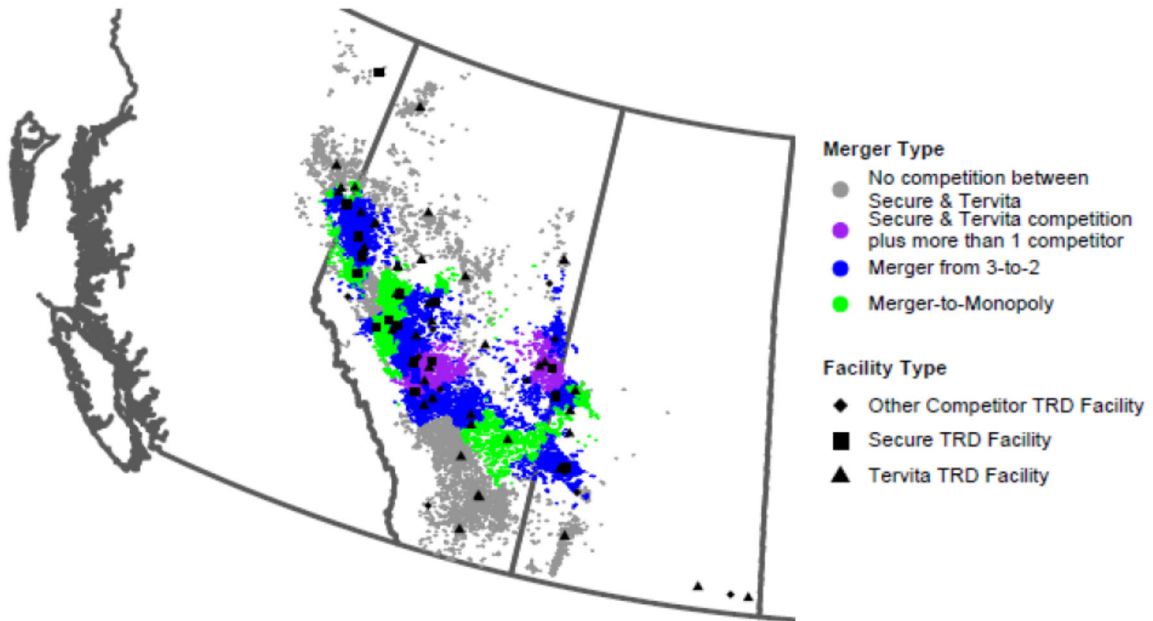 Merger Type
No competition between
Secure & Tervita
Secure & Tervita competition
plus more than 1 competitor
Merger from 3-to-2
Merger-to-Monopoly
Facility Type
Other Competitor TRD Facility
Secure TRD Facility
Tervita TRD Facility